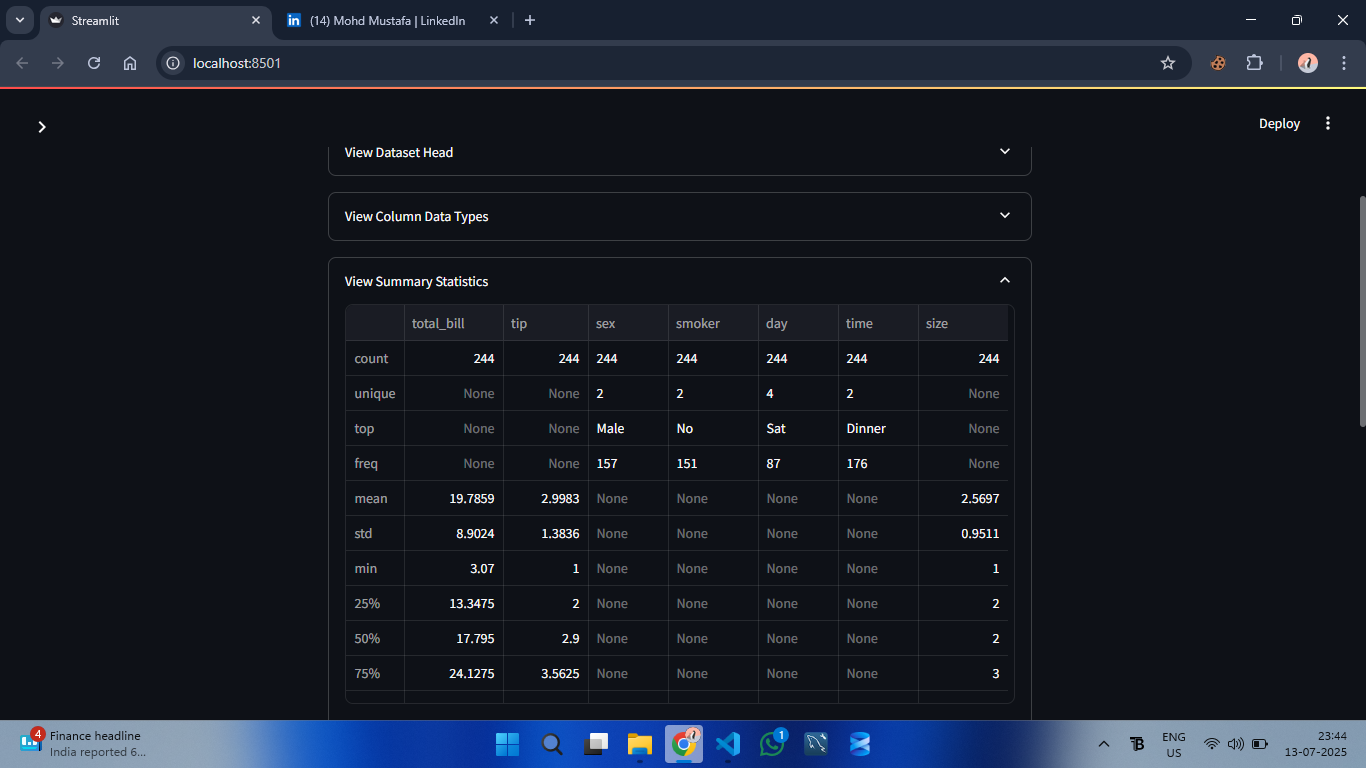 Streamlit
(14) Mohd Mustafa | LinkedIn
localhost:8501
Deploy
View Dataset Head
View Column Data Types
View Summary Statistics
total_bill tip sex smoker day time size
count 244 244 244 244 244 244 244
unique None None 2 2 4 2 None
top None None Male No Sat Dinner None
freq None None 157 151 87 176 None
mean 19.7859 2.9983 None None None None 2.5697
std 8.9024 1.3836 None None None None 0.9511
min 3.07 1 None None None None 1
25% 13.3475 2 None None None None 2
50% 17.795 2.9 None None None None 2
75% 24.1275 3.5625 None None None None 3
4 Finance headline
India reported 6...
1
ENG
US
23:44
13-07-2025